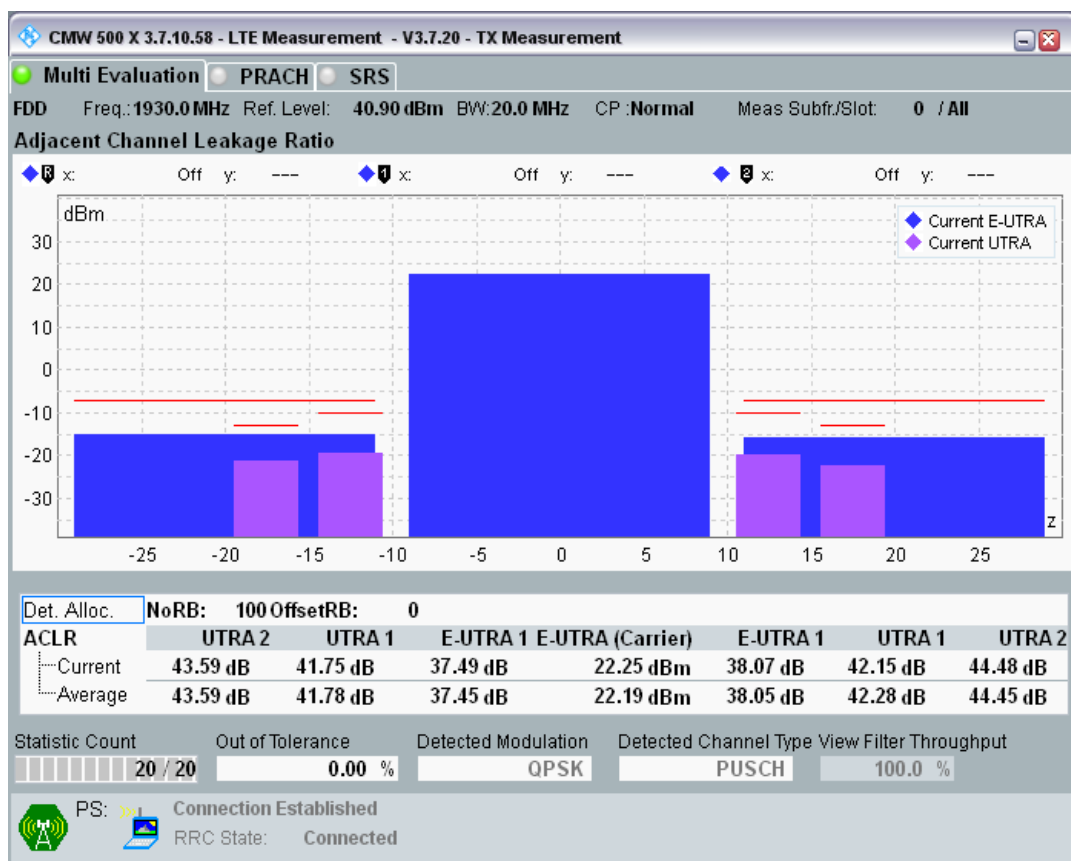 CMW 500 X 3.7.10.58 - LTE Measurement - V3.7.20 - TX Measurement
Multi Evaluation PRACH SRS
FDD Freq.: 1930.0 MHz Ref. Level: 40.90 dBm BW: 20.0 MHz CP : Normal Meas Subfr./Slot: 0 / All
Adjacent Channel Leakage Ratio
R x: Off y: --- 1 x: Off y: --- 2 x: Off y: ---
dBm
Current E-UTRA
Current UTRA
30
20
10
0
-10
-20
-30
z
-25 -20 -15 -10 -5 0 5 10 15 20 25
Det. Alloc. NoRB: 100 OffsetRB: 0
ACLR UTRA 2 UTRA 1 E-UTRA 1 E-UTRA (Carrier) E-UTRA 1 UTRA 1 UTRA 2
Current 43.59 dB 41.75 dB 37.49 dB 22.25 dBm 38.07 dB 42.15 dB 44.48 dB
Average 43.59 dB 41.78 dB 37.45 dB 22.19 dBm 38.05 dB 42.28 dB 44.45 dB
Statistic Count Out of Tolerance Detected Modulation Detected Channel Type View Filter Throughput
20 / 20 0.00 % QPSK PUSCH 100.0 %
PS: Connection Established
RRC State: Connected